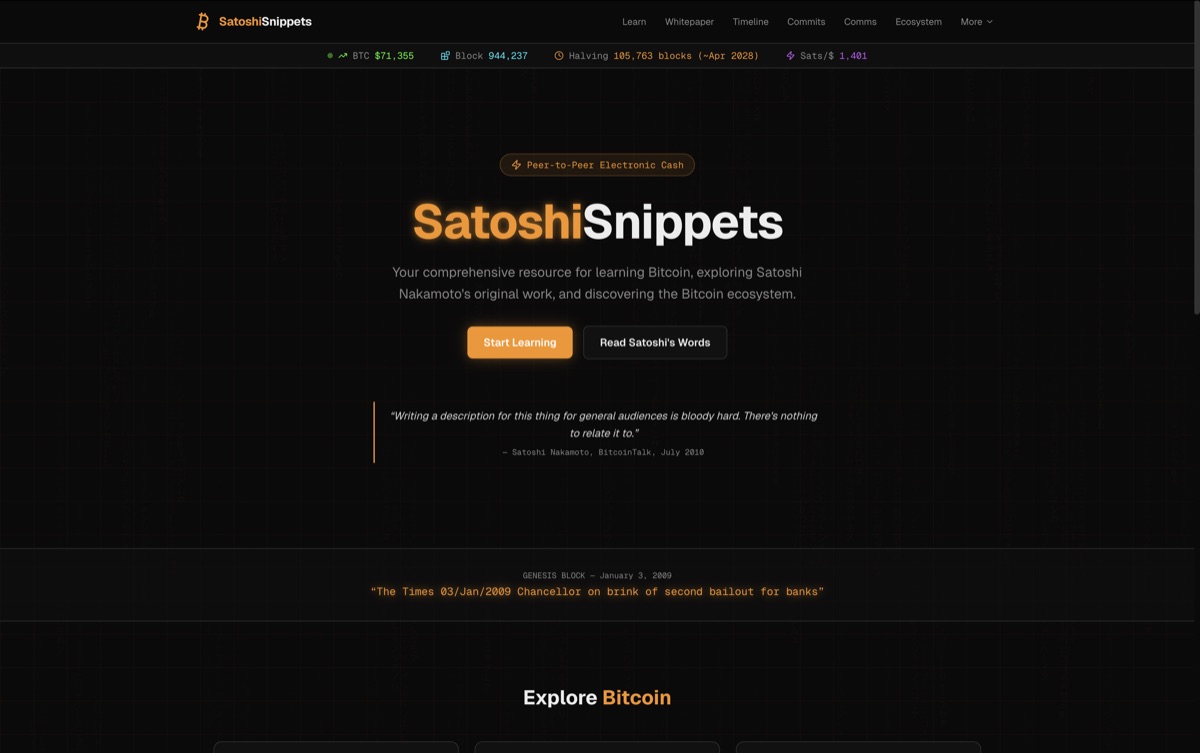 SatoshiSnippets
Learn Whitepaper Timeline Commits Comms Ecosystem More
BTC $71,355 Block 944,237 Halving 105,763 blocks (~Apr 2028) Sats/$ 1,401
Peer-to-Peer Electronic Cash
SatoshiSnippets
Your comprehensive resource for learning Bitcoin, exploring Satoshi
Nakamoto's original work, and discovering the Bitcoin ecosystem.
Start Learning Read Satoshi's Words
"Writing a description for this thing for general audiences is bloody hard. There's nothing
to relate it to."
— Satoshi Nakamoto, BitcoinTalk, July 2010
GENESIS BLOCK — January 3, 2009
“The Times 03/Jan/2009 Chancellor on brink of second bailout for banks”
Explore Bitcoin